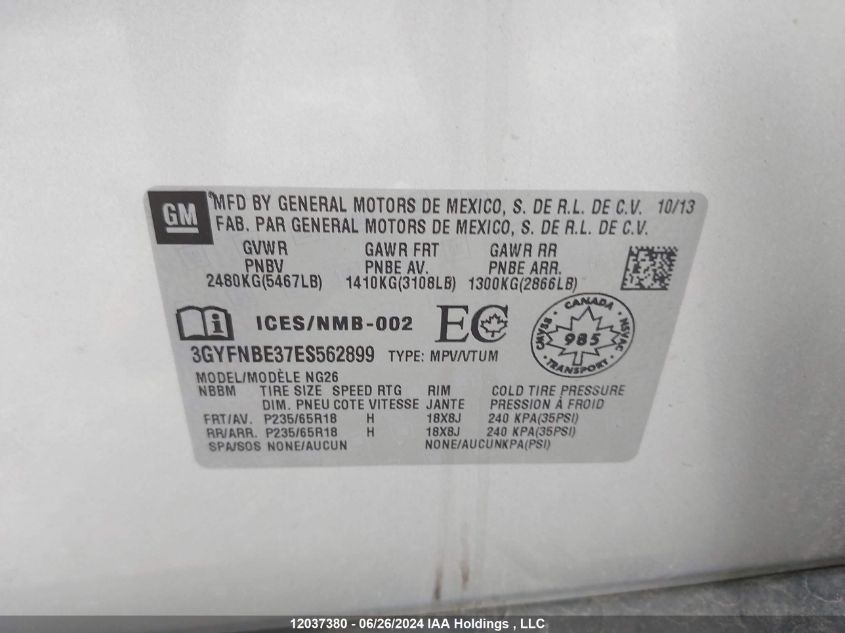 GM
*MFD BY GENERAL MOTORS DE MEXICO, S. DE R.L. DE C.V. 10/13
FAB. PAR GENERAL MOTORS DE MEXICO, S. DE R.L. DE C.V.
GVWR GAWR FRT GAWR RR
PNBV PNBE AV. PNBE ARR.
2480KG(5467LB) 1410KG(3108LB) 1300KG(2866LB)
i ICES/NMB-002 EC
CANADA
CMVSS 985 NSVAC
3GYFNBE37ES562899 TYPE: MPV/VTUM
MODEL/MODÈLE NG26
NBBM TIRE SIZE SPEED RTG RIM COLD TIRE PRESSURE
DIM. PNEU COTE VITESSE JANTE PRESSION À FROID
FRT/AV. P235/65R18 H 18X8J 240 KPA(35PSI)
RR/ARR. P235/65R18 H 18X8J 240 KPA(35PSI)
SPA/SOS NONE/AUCUN NONE/AUCUNKPA(PSI)
12037380 - 06/26/2024 IAA Holdings , LLC